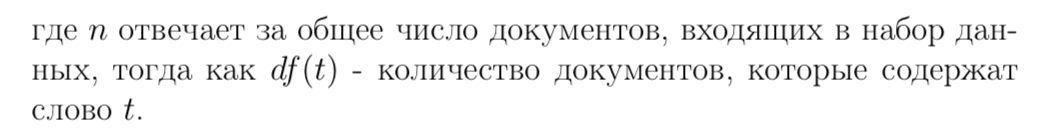 где n отвечает за общее число документов, входящих в набор дан-
ных, тогда как df(t) - количество документов, которые содержат
слово t.